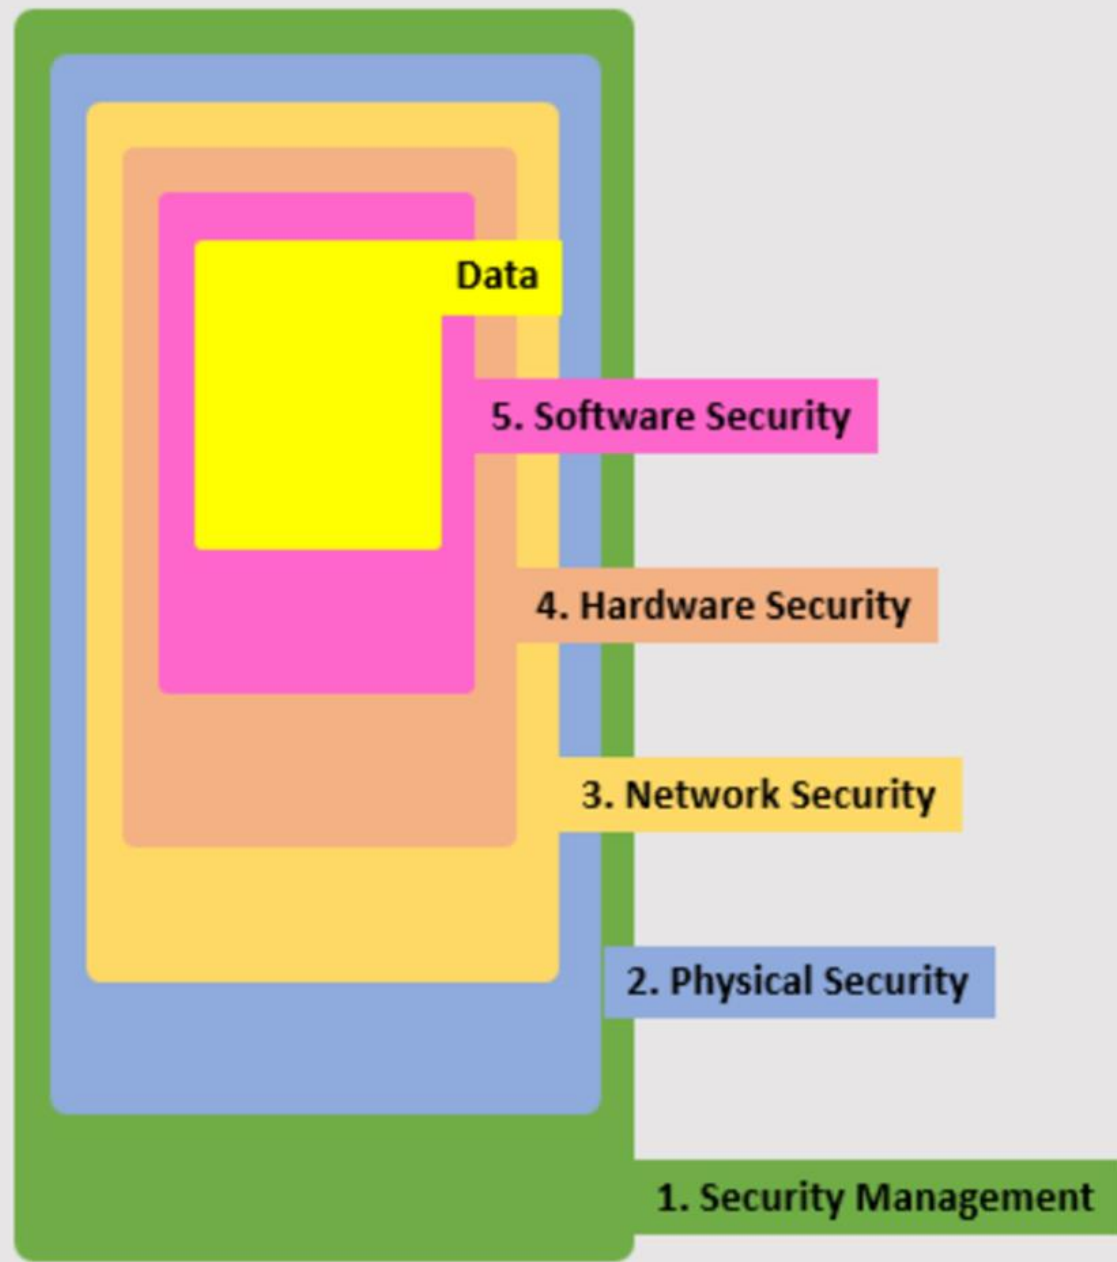 Data
5. Software Security
4. Hardware Security
3. Network Security
2. Physical Security
1. Security Management